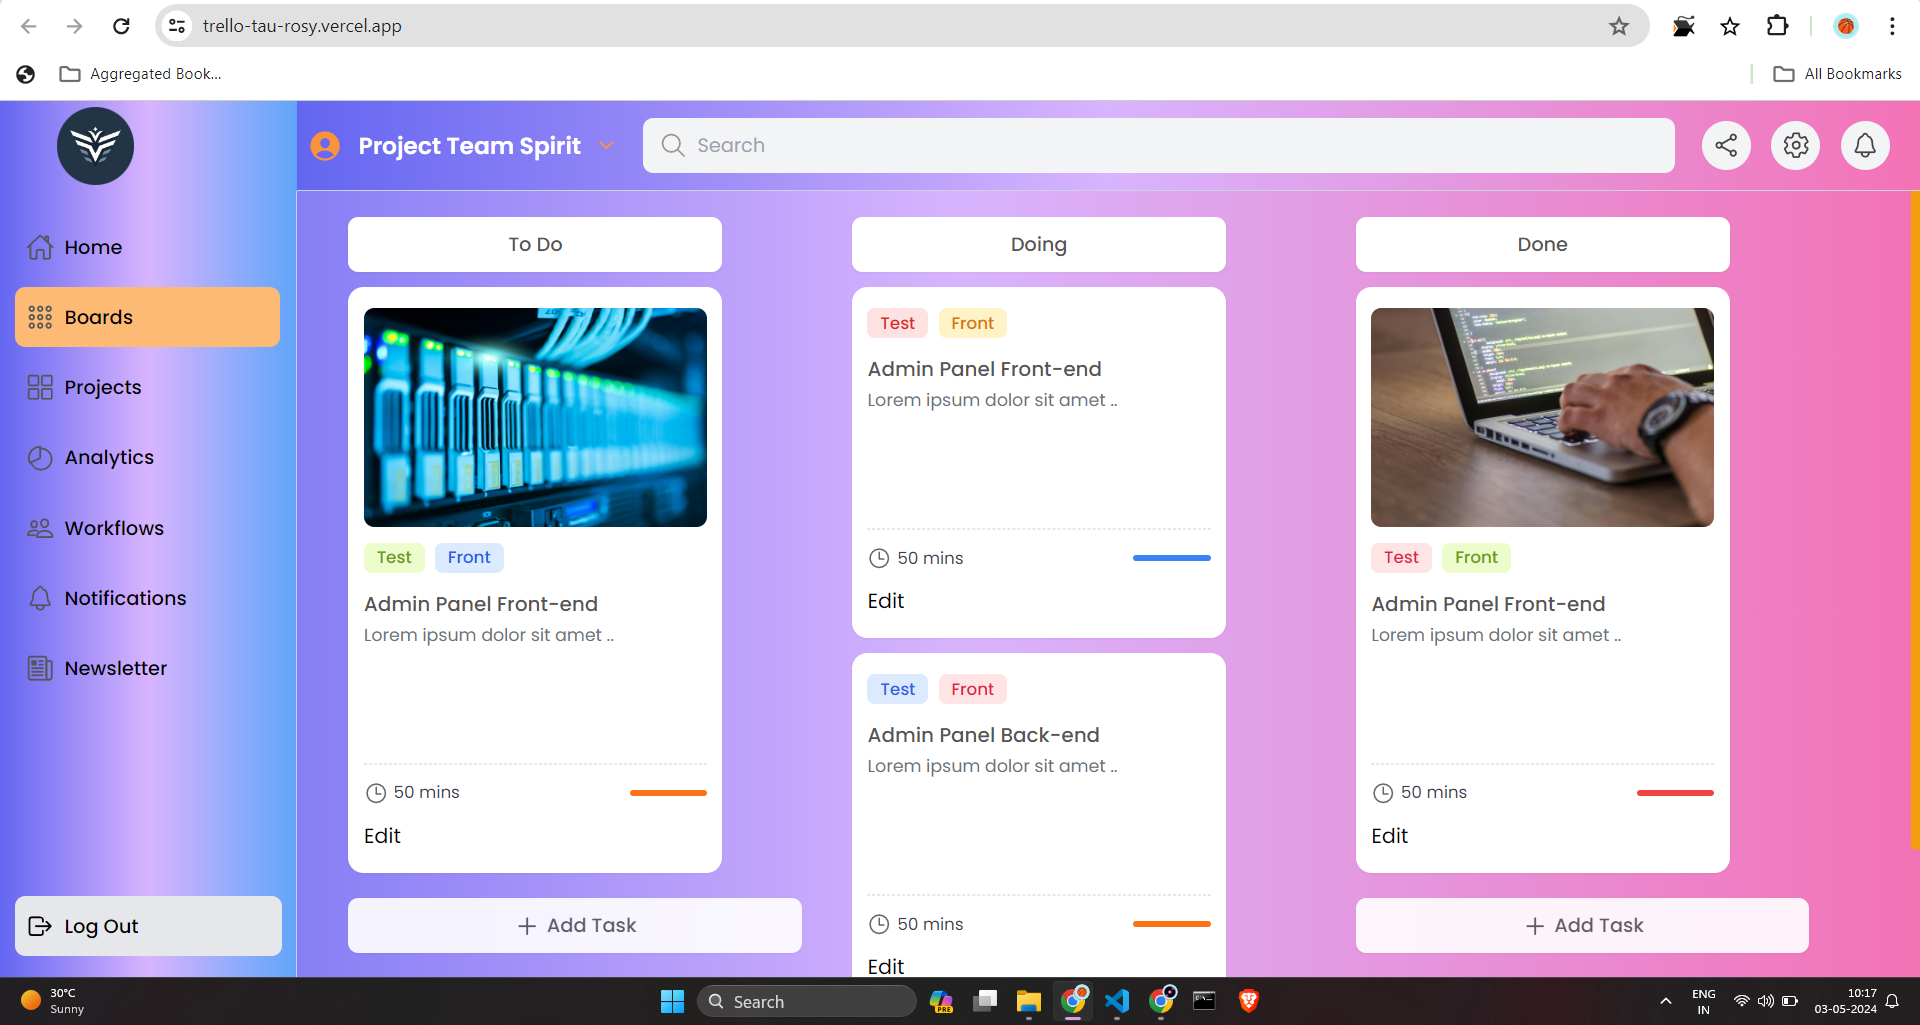 trello-tau-rosy.vercel.app
Aggregated Book...
All Bookmarks
Project Team Spirit
Search
Home
Boards
Projects
Analytics
Workflows
Notifications
Newsletter
Log Out
To Do
Test Front
Admin Panel Front-end
Lorem ipsum dolor sit amet ..
50 mins
Edit
+ Add Task
Doing
Test Front
Admin Panel Front-end
Lorem ipsum dolor sit amet ..
50 mins
Edit
Test Front
Admin Panel Back-end
Lorem ipsum dolor sit amet ..
50 mins
Edit
Done
Test Front
Admin Panel Front-end
Lorem ipsum dolor sit amet ..
50 mins
Edit
+ Add Task
30°C
Sunny
Search
PRE
ENG
IN
10:17
03-05-2024